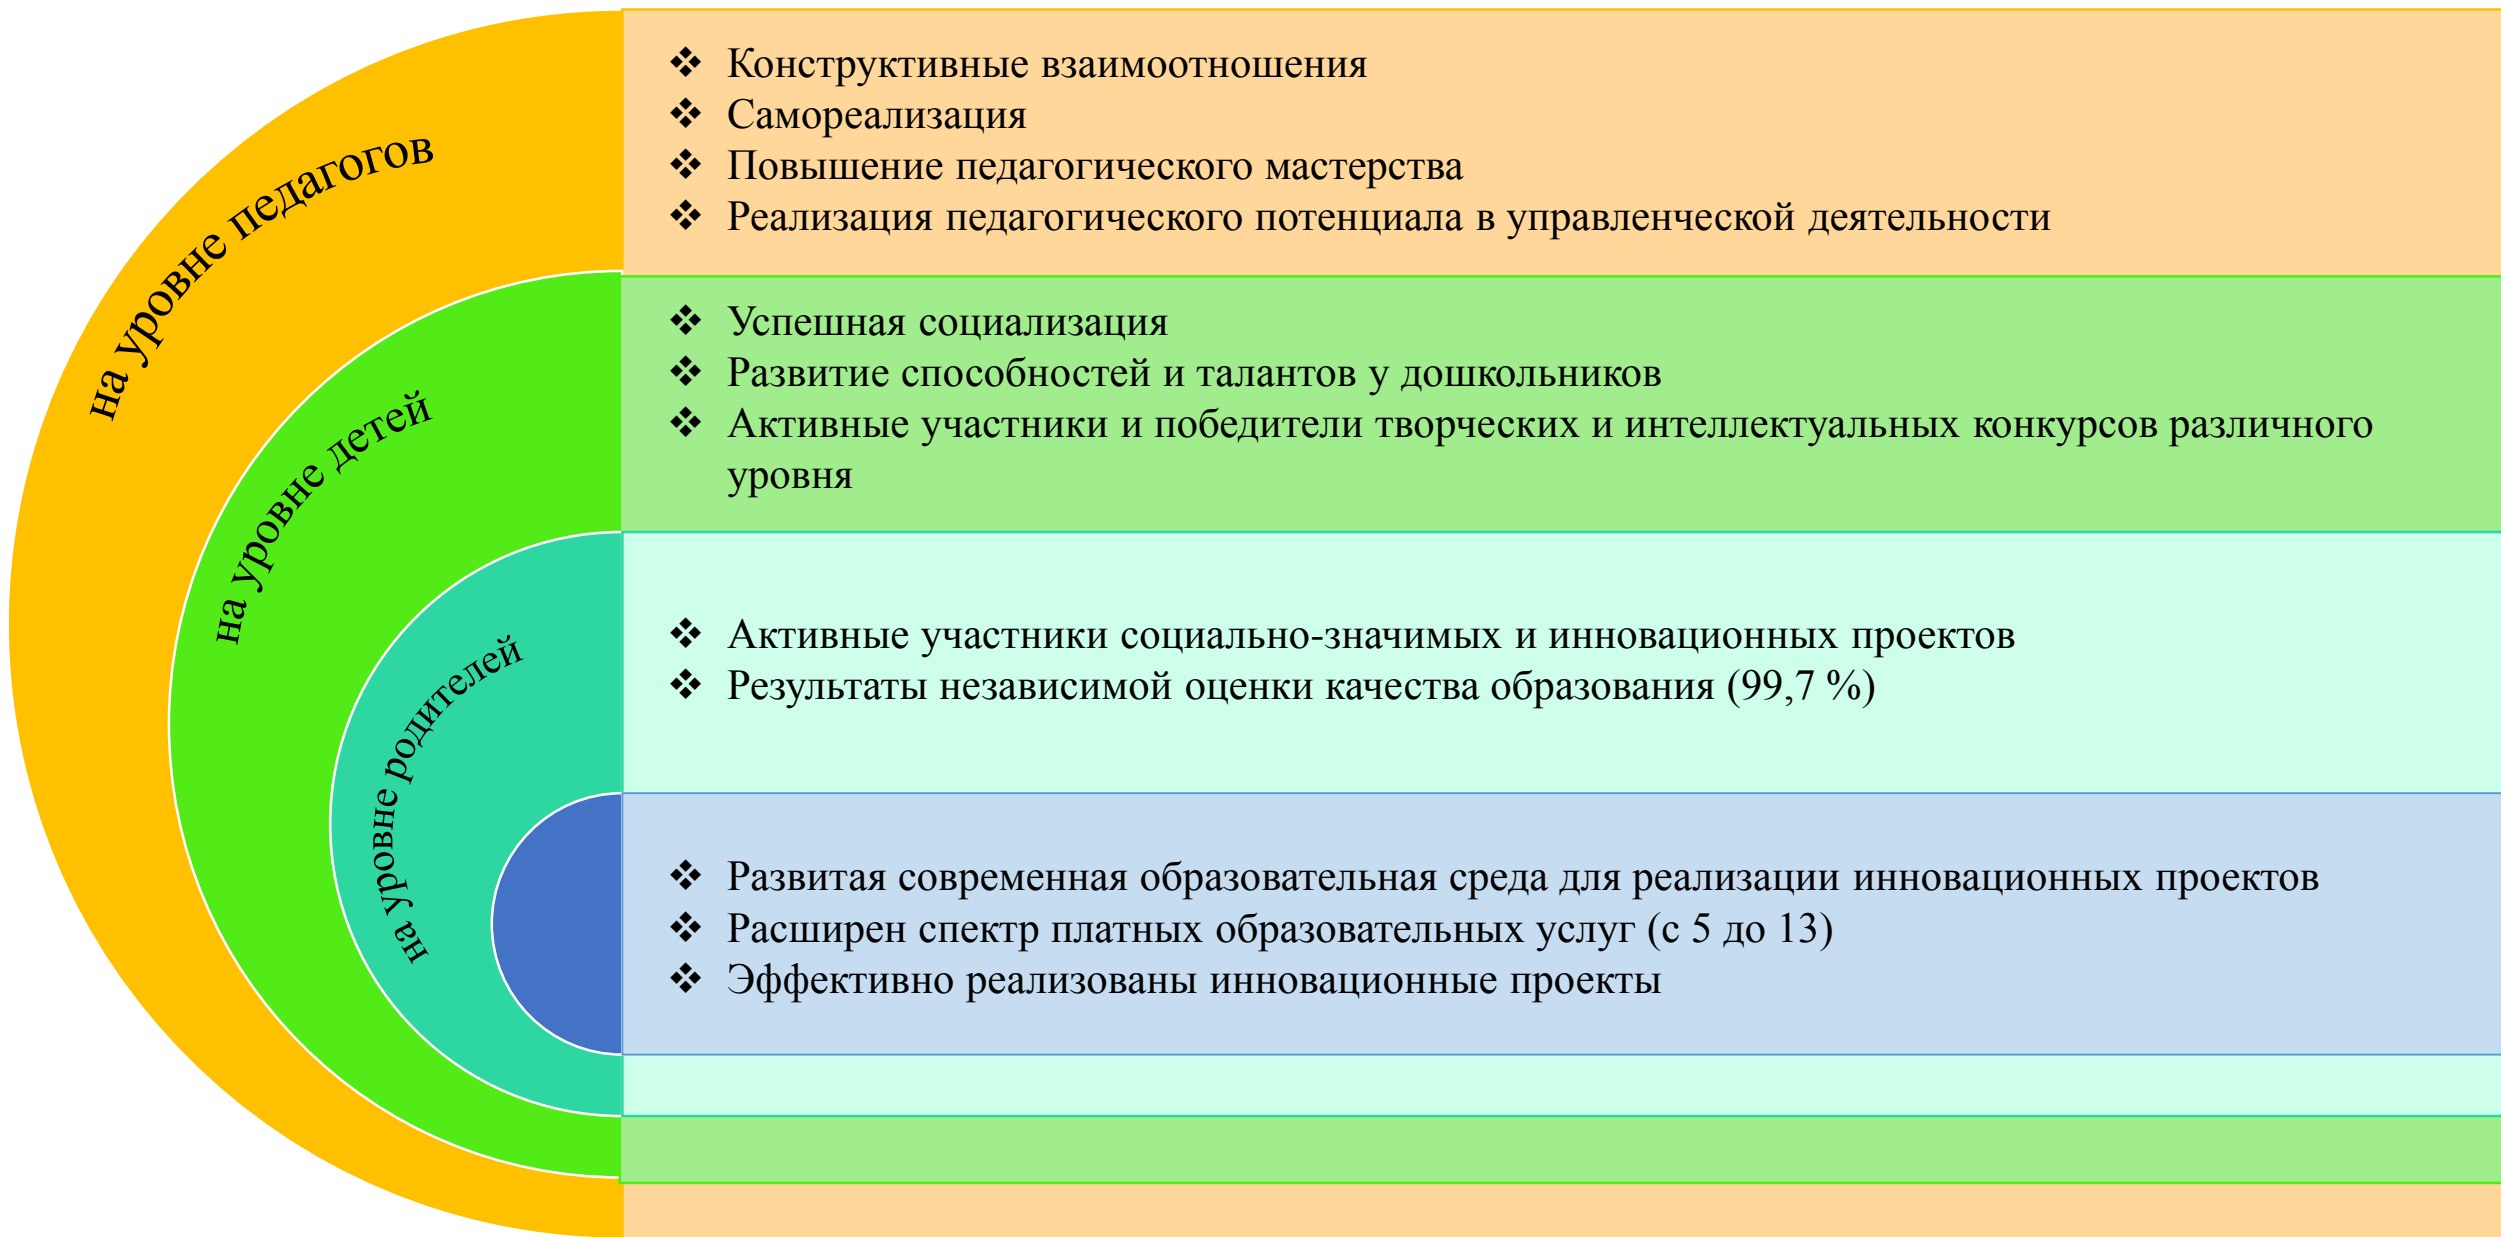 на уровне педагогов
❖ Конструктивные взаимоотношения
❖ Самореализация
❖ Повышение педагогического мастерства
❖ Реализация педагогического потенциала в управленческой деятельности
на уровне детей
❖ Успешная социализация
❖ Развитие способностей и талантов у дошкольников
❖ Активные участники и победители творческих и интеллектуальных конкурсов различного
уровня
на уровне родителей
❖ Активные участники социально-значимых и инновационных проектов
❖ Результаты независимой оценки качества образования (99,7 %)
❖ Развитая современная образовательная среда для реализации инновационных проектов
❖ Расширен спектр платных образовательных услуг (с 5 до 13)
❖ Эффективно реализованы инновационные проекты